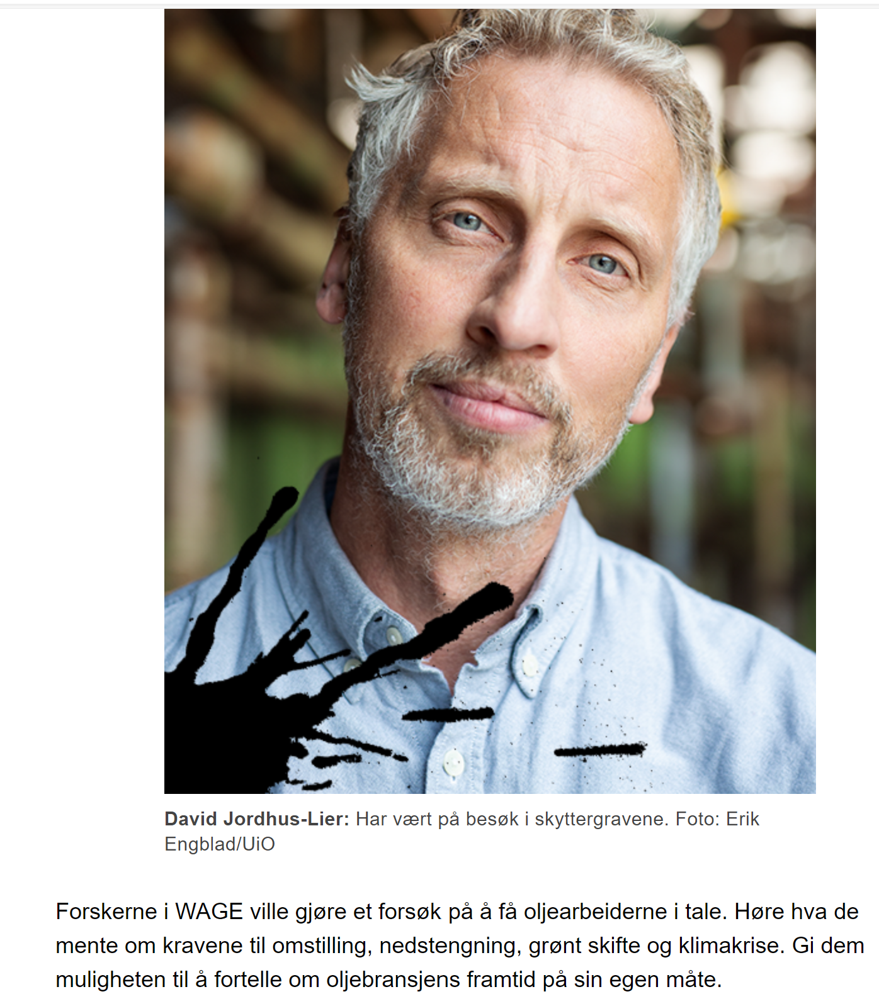 David Jordhus-Lier: Har vært på besøk i skyttergravene. Foto: Erik
Engblad/UiO
Forskerne i WAGE ville gjøre et forsøk på å få oljearbeiderne i tale. Høre hva de
mente om kravene til omstilling, nedstengning, grønt skifte og klimakrise. Gi dem
muligheten til å fortelle om oljebransjens framtid på sin egen måte.